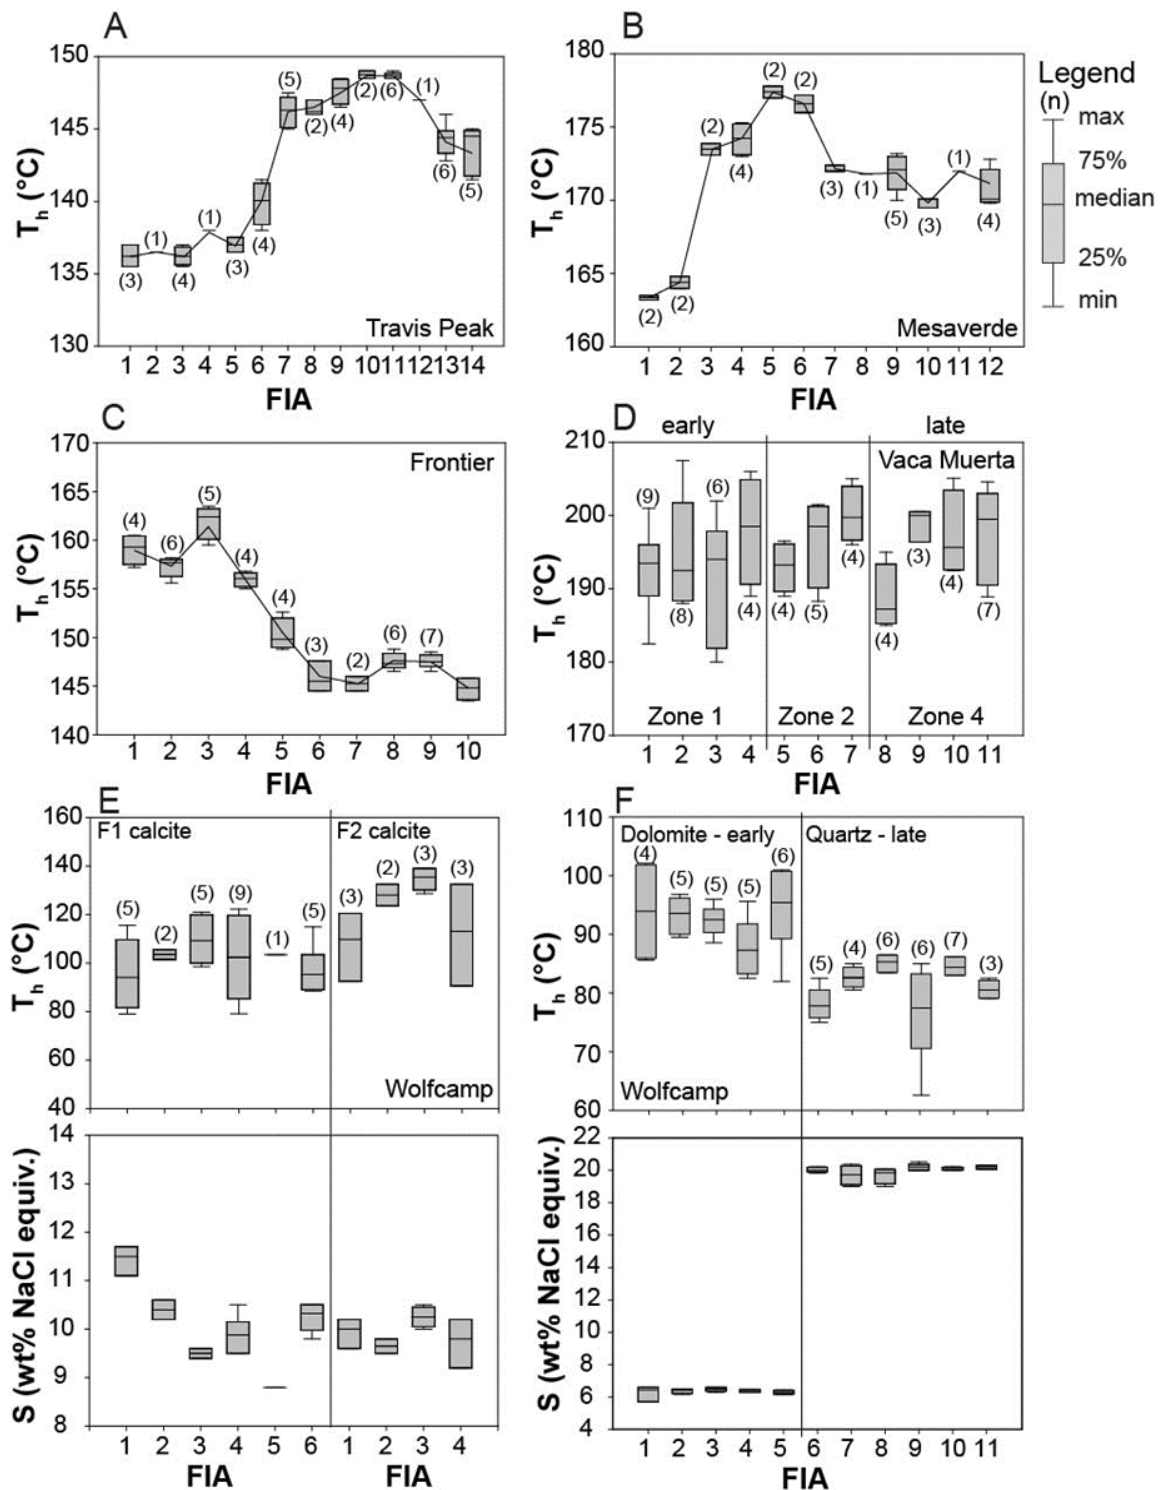 A
B
150
145
140
135
130
Th (°C)
(3)
(1)
(4)
(1)
(3)
(4)
(5)
(2)
(4)
(2)
(6)
(1)
(6)
(5)
Travis Peak
1 2 3 4 5 6 7 8 9 10 11 12 13 14
FIA
180
175
170
165
160
Th (°C)
(2)
(2)
(2)
(4)
(2)
(2)
(3)
(1)
(5)
(3)
(1)
(4)
Mesaverde
1 2 3 4 5 6 7 8 9 10 11 12
FIA
Legend
(n)
max
75%
median
25%
min
C
170
165
160
155
150
145
140
Th (°C)
Frontier
(4)
(6)
(5)
(4)
(4)
(3)
(2)
(6)
(7)
1 2 3 4 5 6 7 8 9 10
FIA
D
early
late
Vaca Muerta
210
200
190
180
170
Th (°C)
(9)
(8)
(6)
(4)
(4)
(5)
(4)
(4)
(3)
(4)
(7)
Zone 1
Zone 2
Zone 4
1 2 3 4 5 6 7 8 9 10 11
FIA
E
160
140
120
100
80
60
40
Th (°C)
F1 calcite
F2 calcite
(5)
(2)
(5)
(9)
(1)
(5)
(3)
(2)
(3)
(3)
Wolfcamp
14
13
12
11
10
9
8
S (wt% NaCl equiv.)
1 2 3 4 5 6 1 2 3 4
FIA
FIA
F
110
100
90
80
70
60
Th (°C)
Dolomite - early
Quartz - late
(4)
(5)
(5)
(5)
(6)
(5)
(4)
(6)
(6)
(7)
(3)
Wolfcamp
22
20
18
16
14
12
10
8
6
4
S (wt% NaCl equiv.)
1 2 3 4 5 6 7 8 9 10 11
FIA